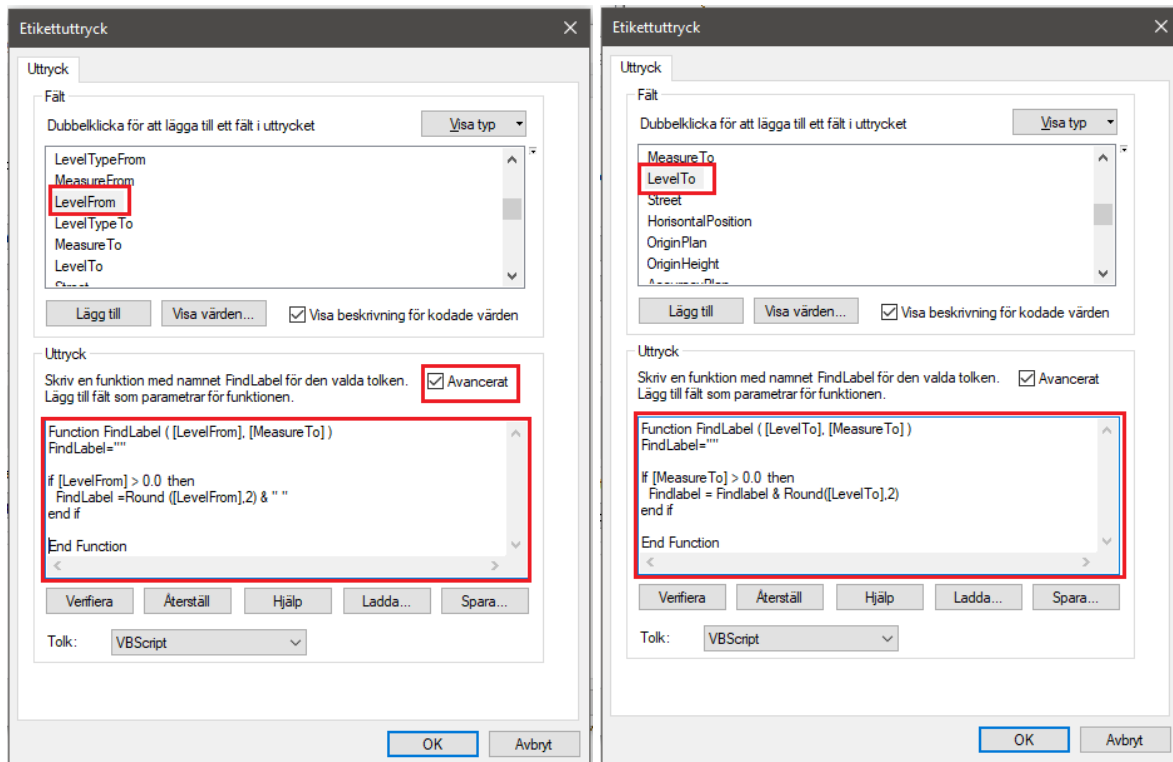 Etikettuttryck
Uttryck
Fält
Dubbelklicka för att lägga till ett fält i uttrycket
Visa typ
LevelTypeFrom
MeasureFrom
LevelFrom
LevelTypeTo
MeasureTo
LevelTo
Street
Lägg till
Visa värden...
Visa beskrivning för kodade värden
Uttryck
Skriv en funktion med namnet FindLabel för den valda tolken.
Lägg till fält som parametrar för funktionen.
Avancerat
Function FindLabel ( [LevelFrom], [MeasureTo] )
FindLabel=""
if [LevelFrom] > 0.0 then
FindLabel =Round ([LevelFrom],2) & " "
end if
End Function
Verifiera
Återställ
Hjälp
Ladda...
Spara...
Tolk:
VBScript
OK
Avbryt
Etikettuttryck
Uttryck
Fält
Dubbelklicka för att lägga till ett fält i uttrycket
Visa typ
MeasureTo
LevelTo
Street
HorisontalPosition
OriginPlan
OriginHeight
AccuracyPlan
Lägg till
Visa värden...
Visa beskrivning för kodade värden
Uttryck
Skriv en funktion med namnet FindLabel för den valda tolken.
Lägg till fält som parametrar för funktionen.
Avancerat
Function FindLabel ( [LevelTo], [MeasureTo] )
FindLabel=""
If [MeasureTo] > 0.0 then
Findlabel = Findlabel & Round([LevelTo],2)
end if
End Function
Verifiera
Återställ
Hjälp
Ladda...
Spara...
Tolk:
VBScript
OK
Avbryt